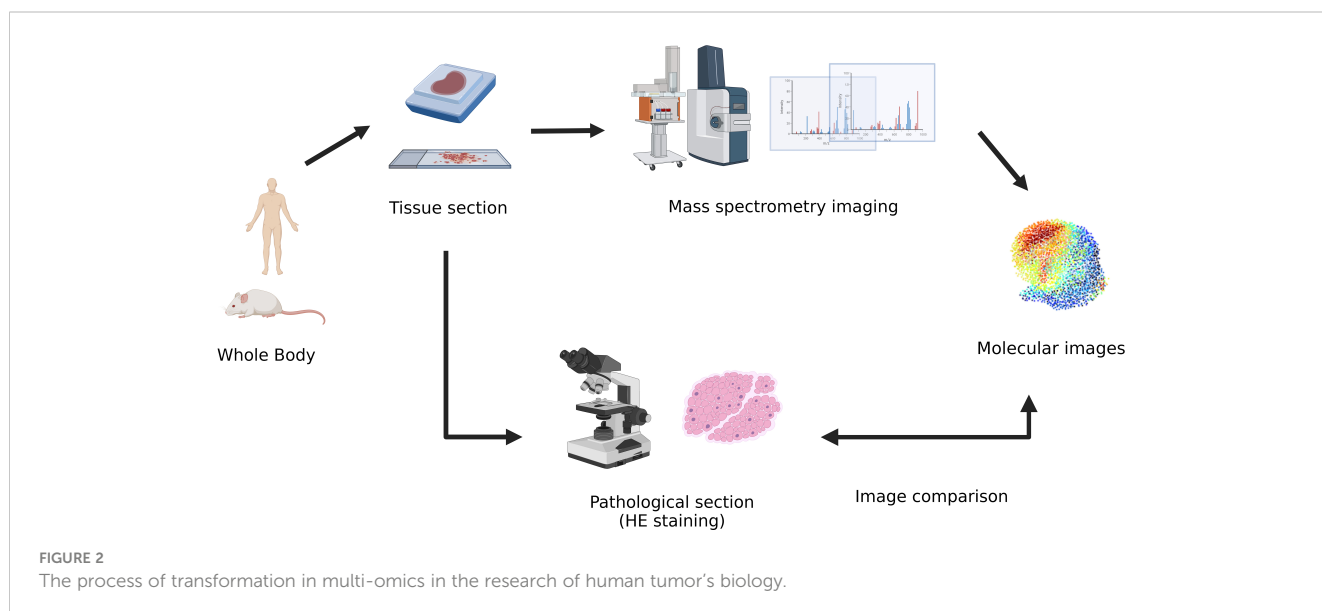 Tissue section
Mass spectrometry imaging
Whole Body
Molecular images
Pathological section
(HE staining)
Image comparison
FIGURE 2
The process of transformation in multi-omics in the research of human tumor's biology.